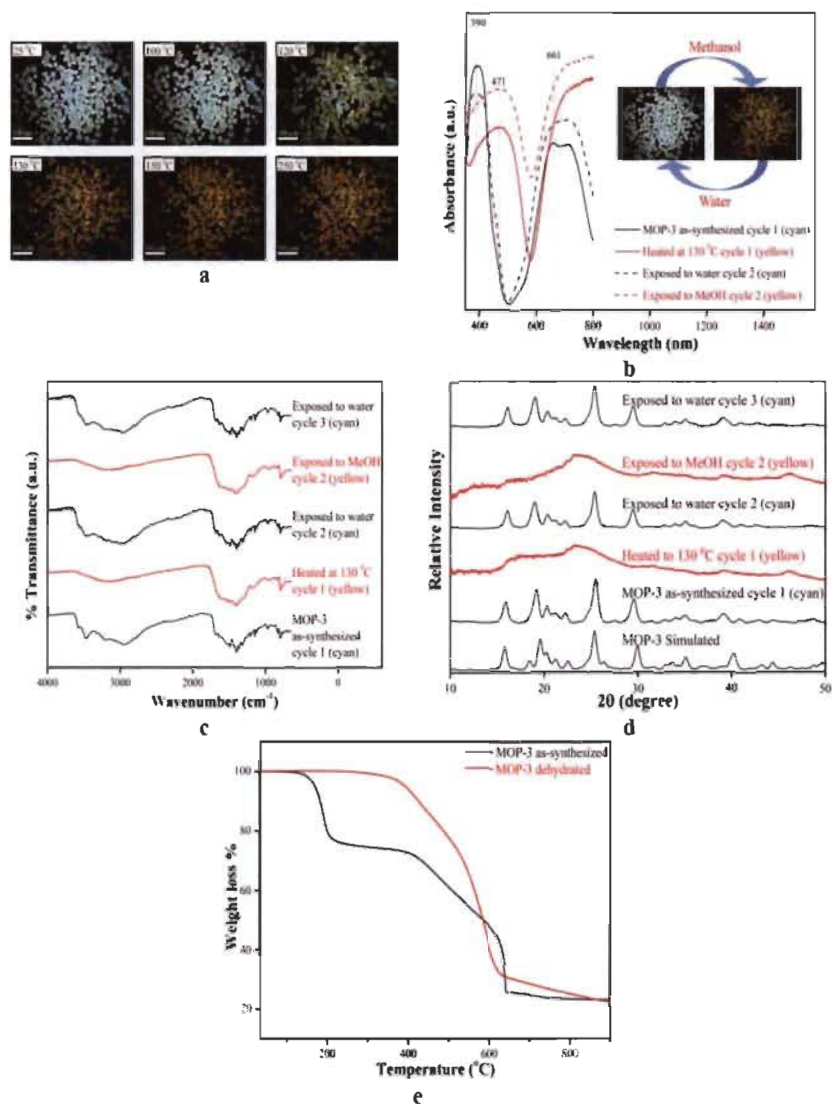 25 °C
100 °C
120 °C
130 °C
150 °C
250 °C
a
Absorbance (a.u.)
390
471
661
Methanol
Water
MOP-3 as-synthesized cycle 1 (cyan)
Heated at 130 °C cycle 1 (yellow)
Exposed to water cycle 2 (cyan)
Exposed to MeOH cycle 2 (yellow)
400 600 800 1000 1200 1400
Wavelength (nm)
b
% Transmittance (a.u.)
Exposed to water
cycle 3 (cyan)
Exposed to MeOH
cycle 2 (yellow)
Exposed to water
cycle 2 (cyan)
Heated at 130 °C
cycle 1 (yellow)
MOP-3
as-synthesized
cycle 1 (cyan)
4000 3000 2000 1000 0
Wavenumber (cm⁻¹)
c
Relative Intensity
Exposed to water cycle 3 (cyan)
Exposed to MeOH cycle 2 (yellow)
Exposed to water cycle 2 (cyan)
Heated to 130 °C cycle 1 (yellow)
MOP-3 as-synthesized cycle 1 (cyan)
MOP-3 Simulated
10 20 30 40 50
2θ (degree)
d
Weight loss %
MOP-3 as-synthesized
MOP-3 dehydrated
100
80
60
40
20
200 400 600 800
Temperature (°C)
e